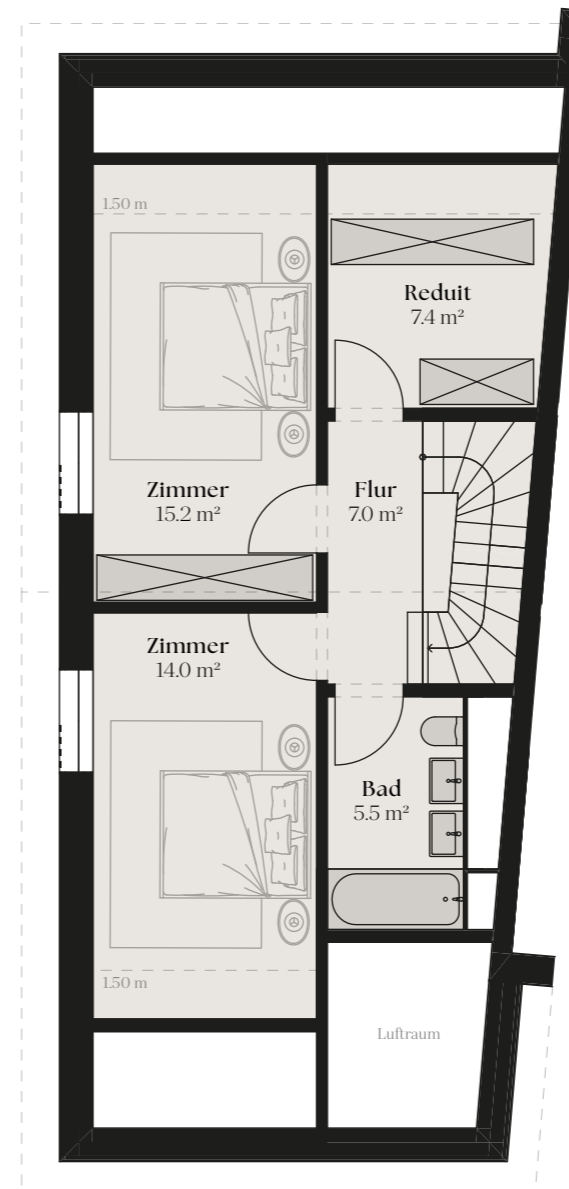 1.50 m
Reduit
7.4 m²
Zimmer
15.2 m²
Flur
7.0 m²
Zimmer
14.0 m²
Bad
5.5 m²
1.50 m
Luftraum